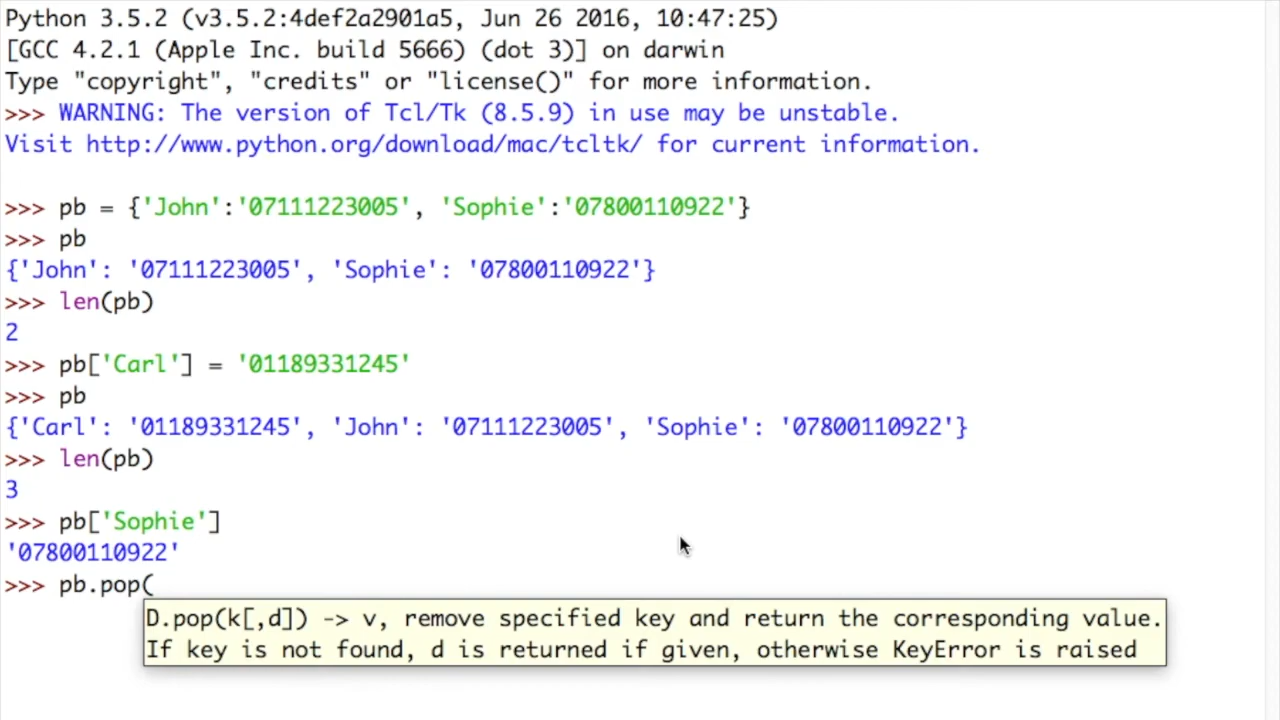 Python 3.5.2 (v3.5.2:4def2a2901a5, Jun 26 2016, 10:47:25)
[GCC 4.2.1 (Apple Inc. build 5666) (dot 3)] on darwin
Type "copyright", "credits" or "license()" for more information.
>>> WARNING: The version of Tcl/Tk (8.5.9) in use may be unstable.
Visit http://www.python.org/download/mac/tcltk/ for current information.
>>> pb = {'John':'07111223005', 'Sophie':'07800110922'}
>>> pb
{'John': '07111223005', 'Sophie': '07800110922'}
>>> len(pb)
2
>>> pb['Carl'] = '01189331245'
>>> pb
{'Carl': '01189331245', 'John': '07111223005', 'Sophie': '07800110922'}
>>> len(pb)
3
>>> pb['Sophie']
'07800110922'
>>> pb.pop(
D.pop(k[,d]) -> v, remove specified key and return the corresponding value.
If key is not found, d is returned if given, otherwise KeyError is raised